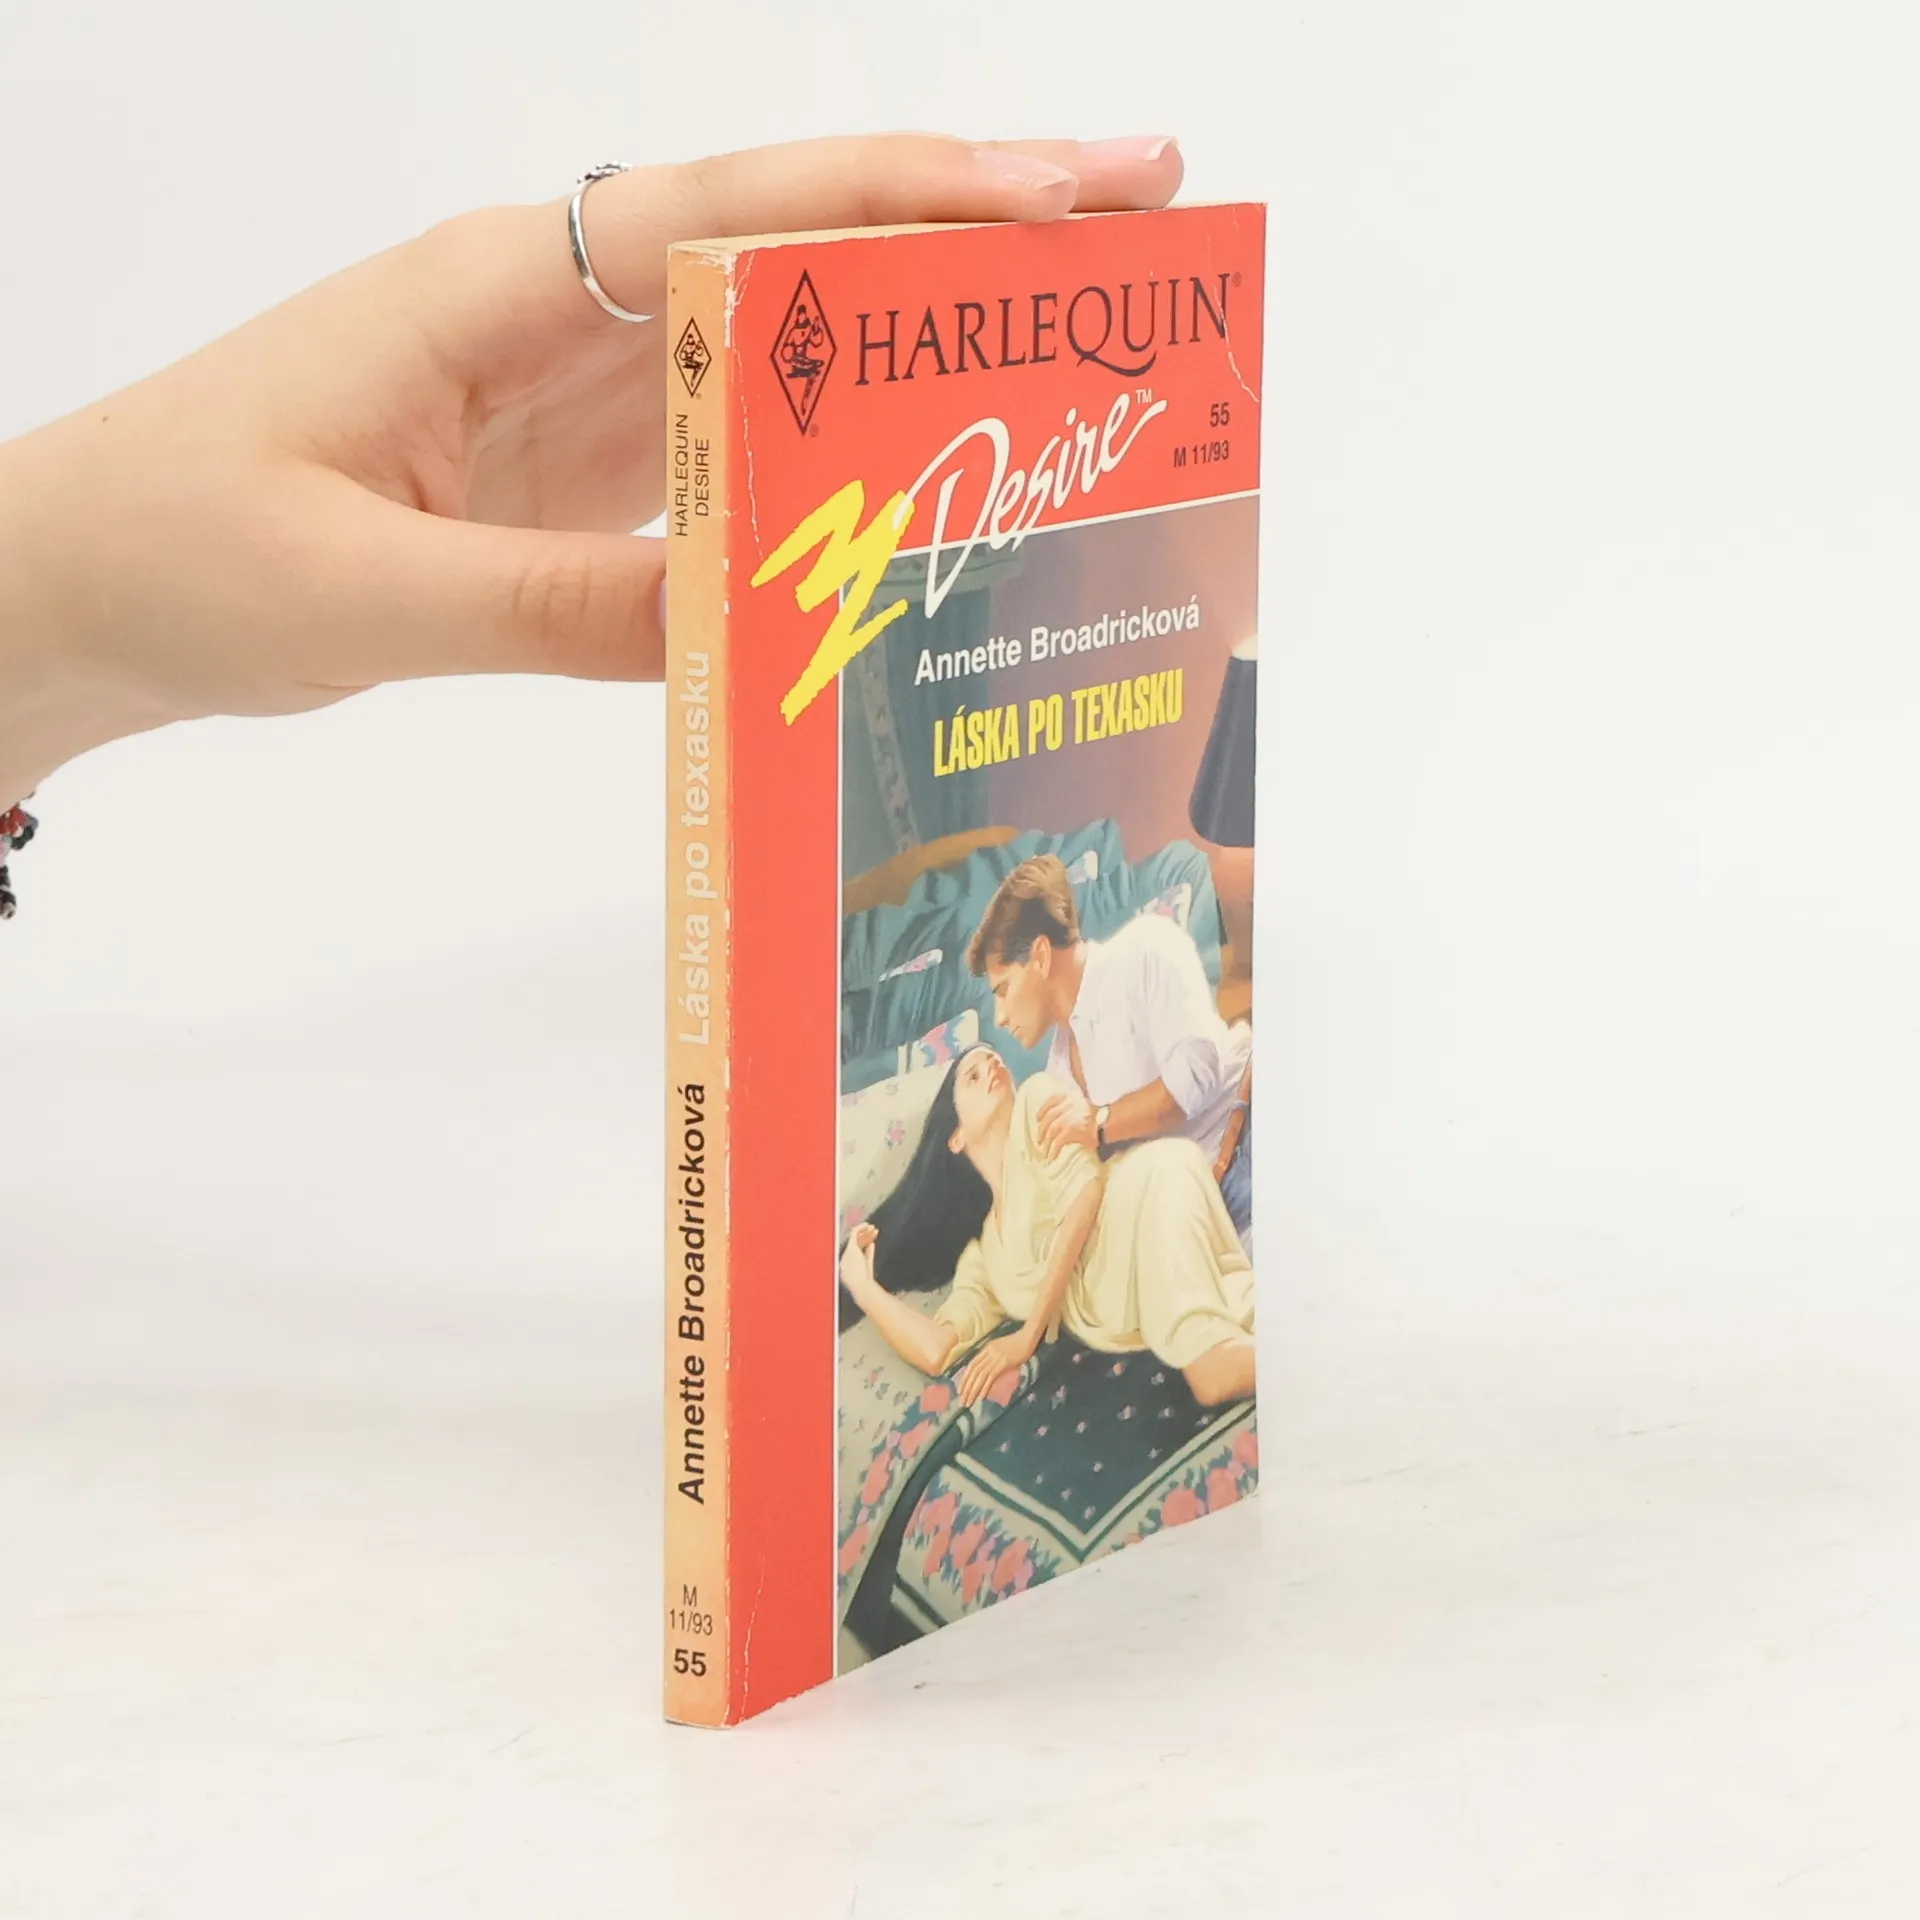 HARLEQUIN®
Desire™
55
M 11/93
Annette Broadricková
LÁSKA PO TEXASKU
HARLEQUIN
DESIRE
Láska po texasku
Annette Broadricková
M
11/93
55